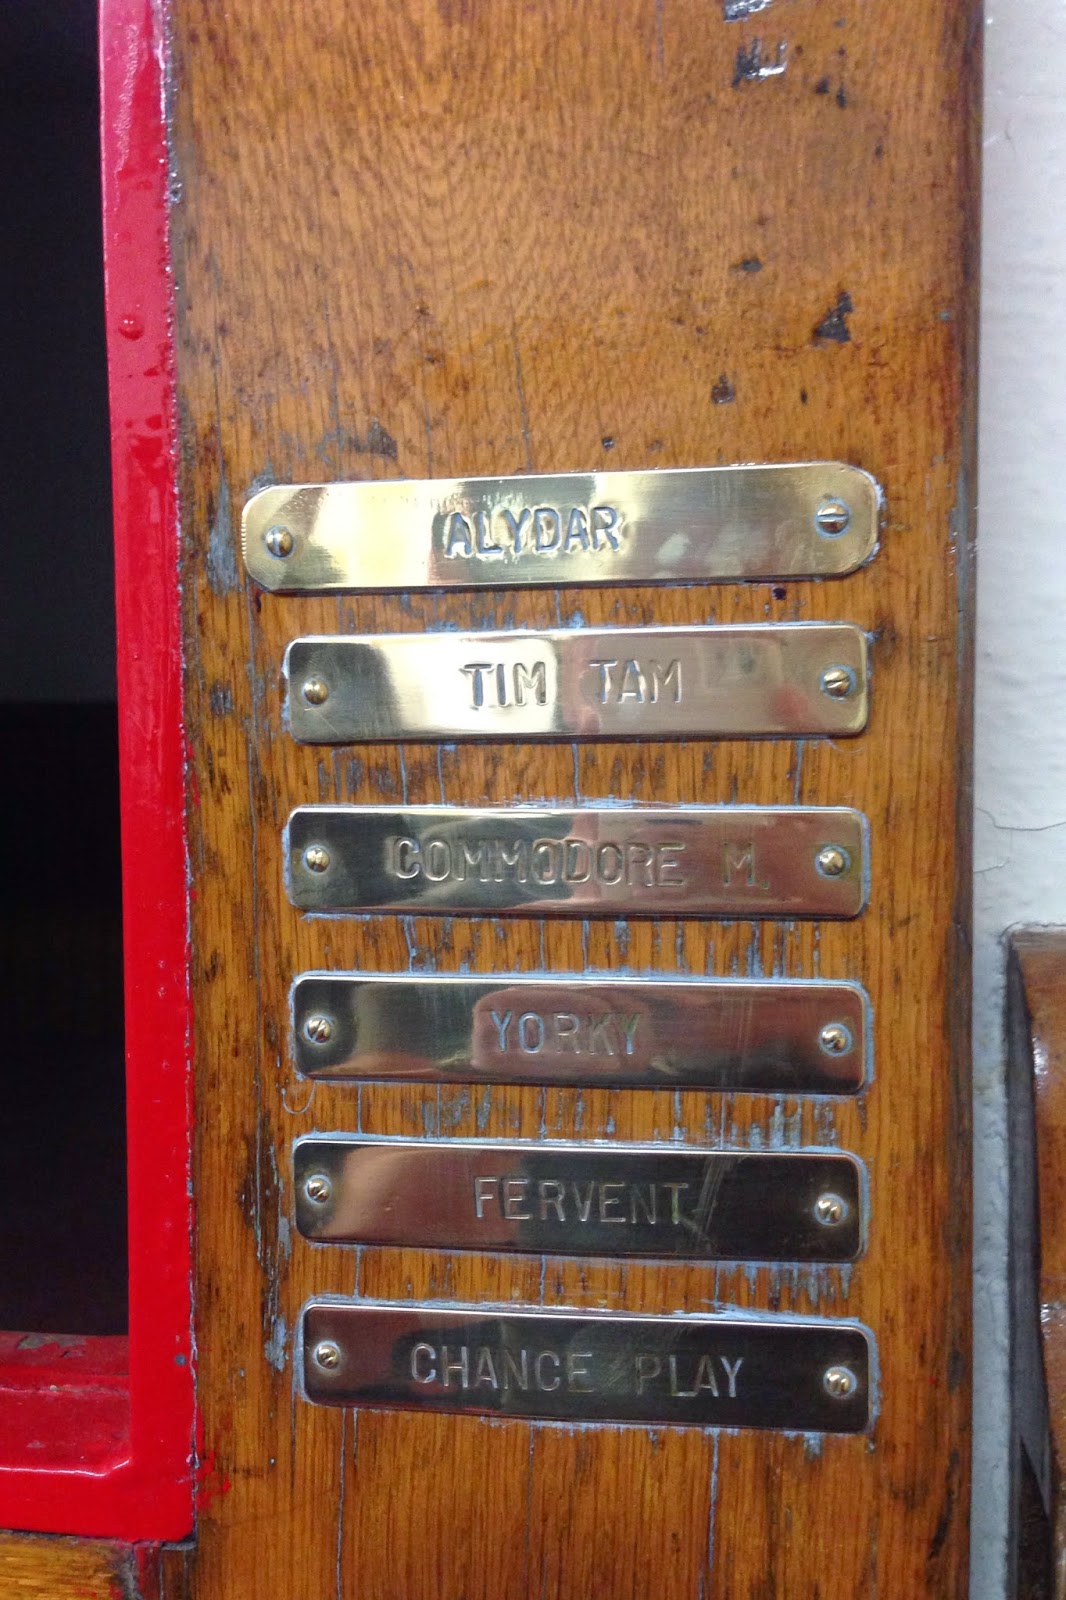 ALYDAR
TIM TAM
COMMODORE M.
YORKY
FERVENT
CHANCE PLAY